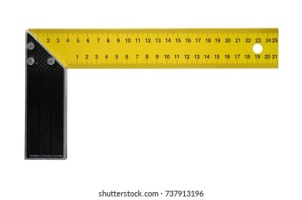 2 3 4 5 6 7 8 9 10 11 12 13 14 15 16 17 18 19 20 21 22 23 24 25
1 2 3 4 5 6 7 8 9 10 11 12 13 14 15 16 17 18 19 20 21
shutterstock.com · 737913196